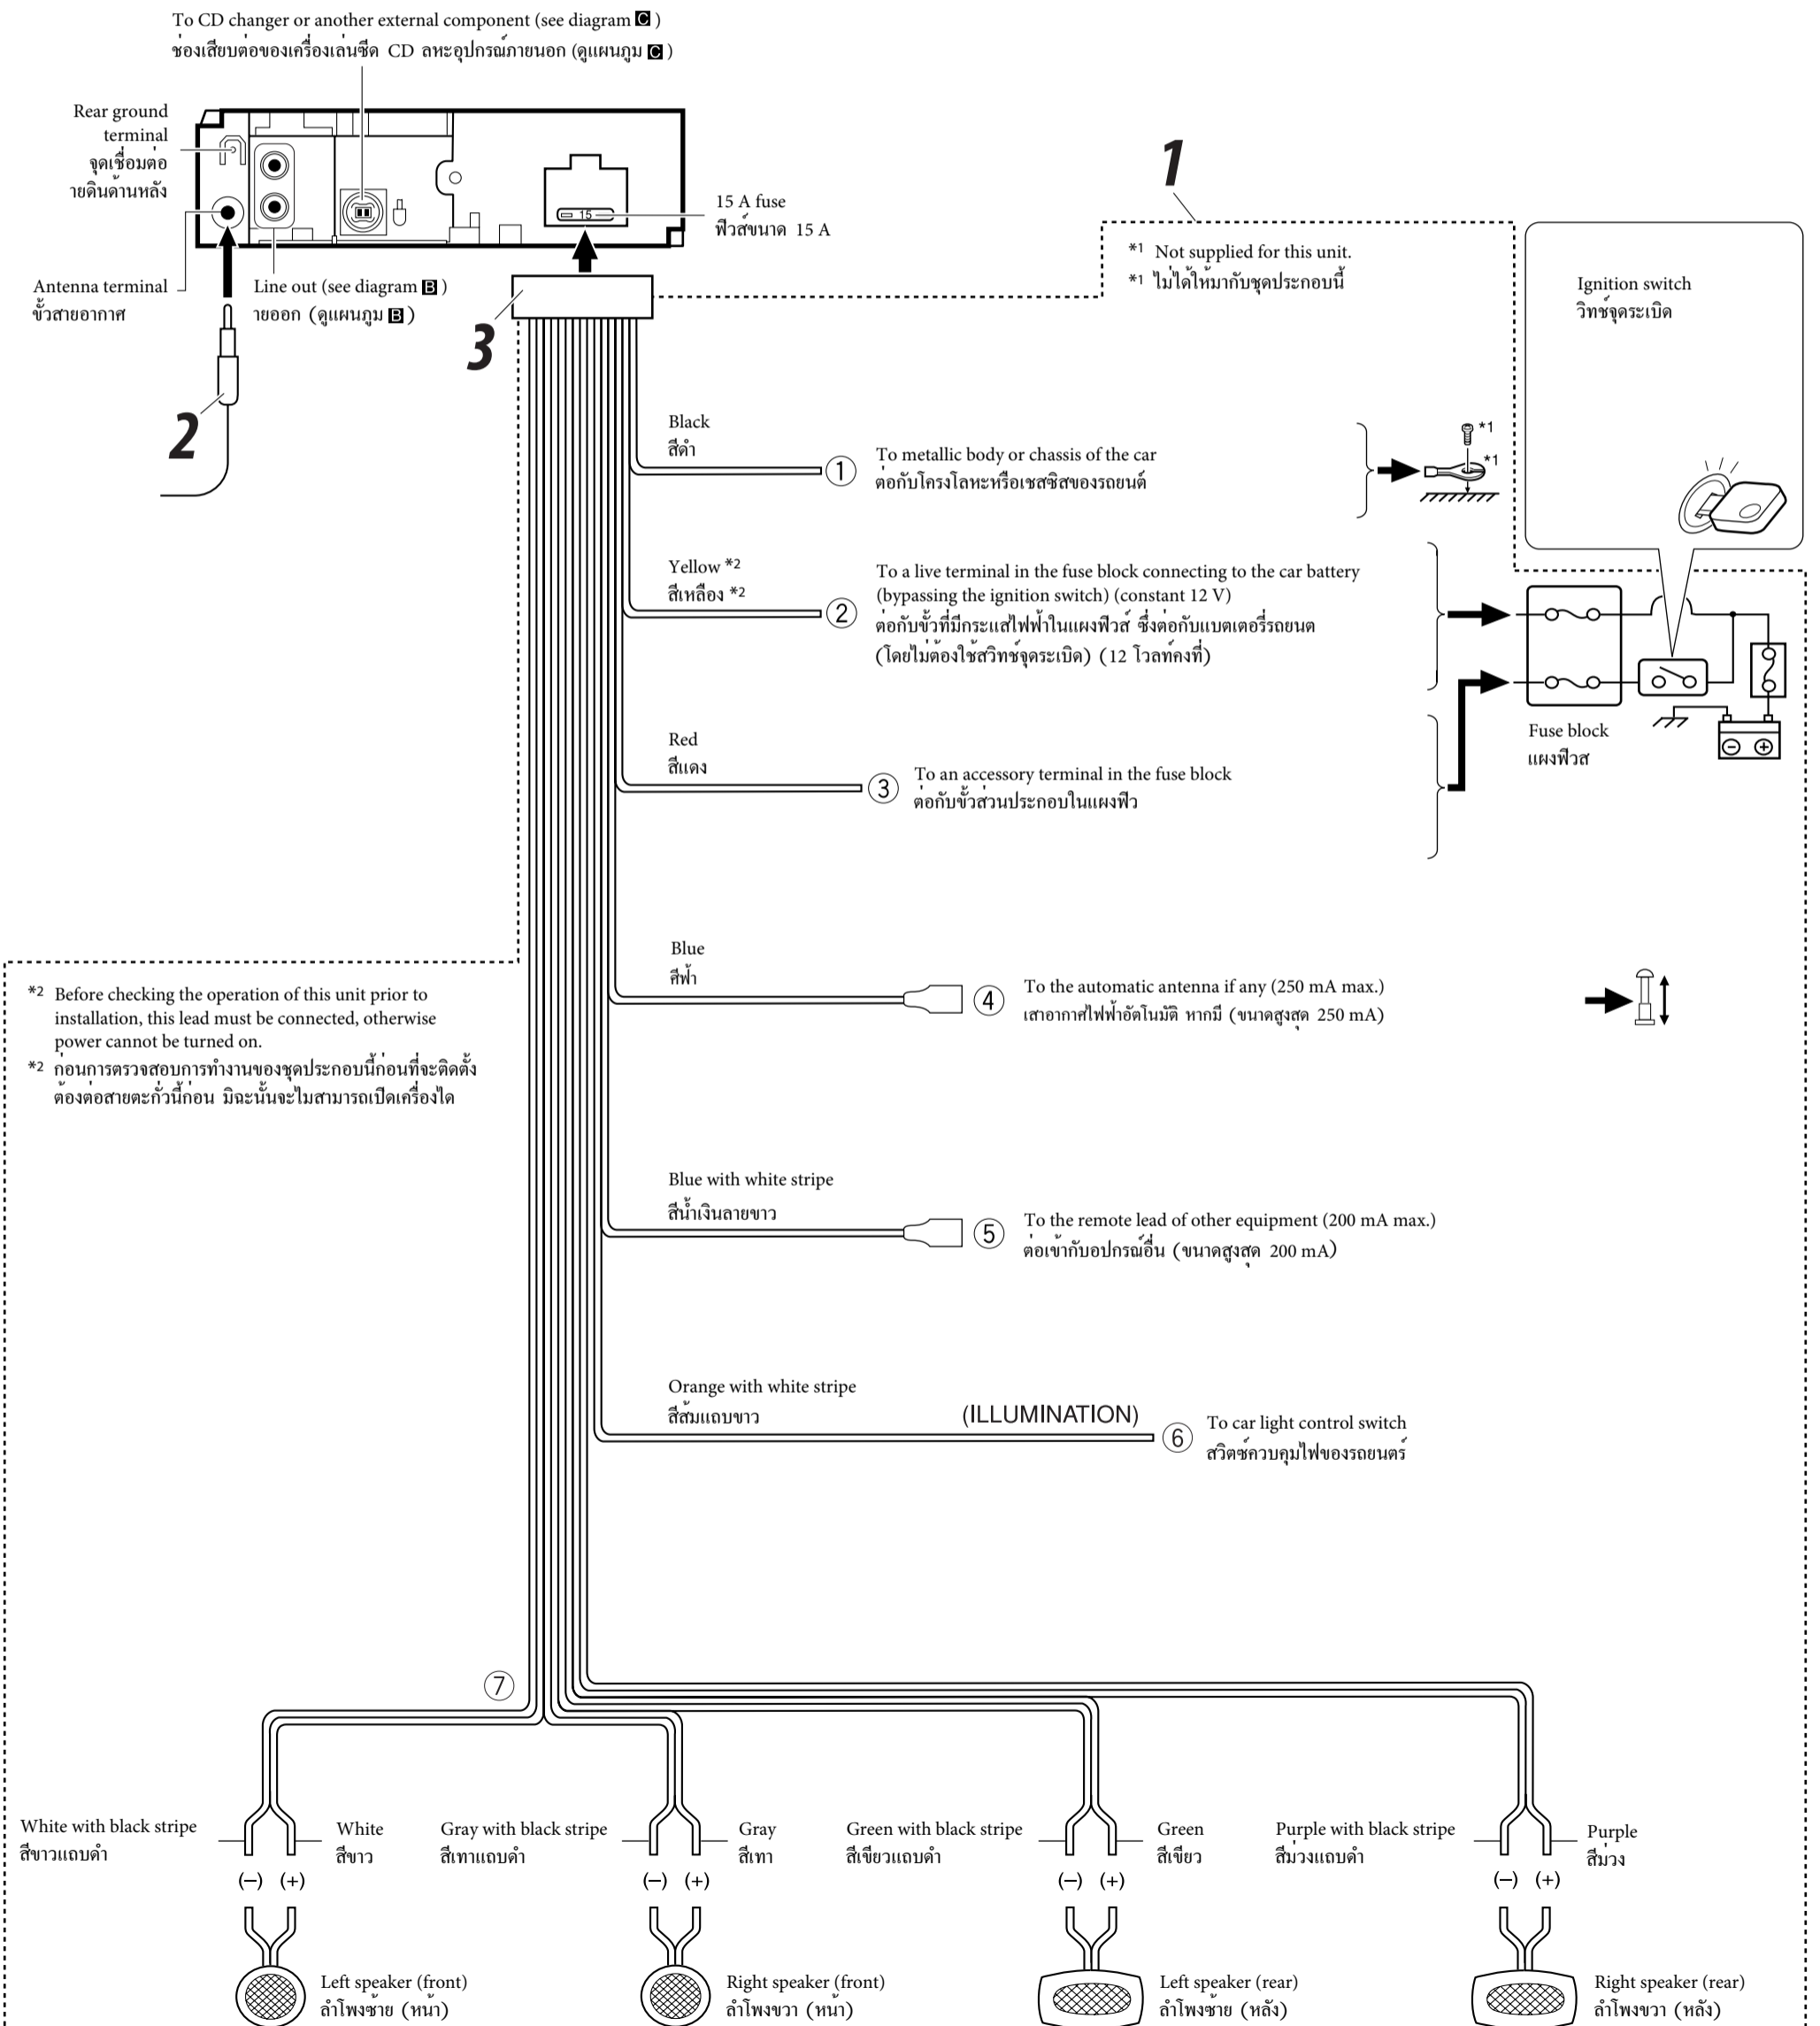 To CD changer or another external component (see diagram C )
ช่องเสียบต่อของเครื่องเล่นซีด CD ลหะอุปกรณ์ภายนอก (ดูแผนภูม C )
Rear ground
terminal
จุดเชื่อมต่อ
ายดินด้านหลัง
15
15 A fuse
ฟิวส์ขนาด 15 A
Antenna terminal
ขั้วสายอากาศ
Line out (see diagram B )
ายออก (ดูแผนภูม B )
1
2
3
*1 Not supplied for this unit.
*1 ไม่ได้ให้มากับชุดประกอบนี้
Ignition switch
วิทช์จุดระเบิด
Black
สีดำ
1 To metallic body or chassis of the car
ต่อกับโครงโลหะหรือเชสซิสของรถยนต์
*1
*1
Yellow *2
สีเหลือง *2
2 To a live terminal in the fuse block connecting to the car battery
(bypassing the ignition switch) (constant 12 V)
ต่อกับขั้วที่มีกระแสไฟฟ้าในแผงฟิวส์ ซึ่งต่อกับแบตเตอรี่รถยนต
(โดยไม่ต้องใช้สวิทช์จุดระเบิด) (12 โวลท์คงที่)
Fuse block
แผงฟิวส
Red
สีแดง
3 To an accessory terminal in the fuse block
ต่อกับขั้วส่วนประกอบในแผงฟิว
Blue
ศีฟ้า
4 To the automatic antenna if any (250 mA max.)
เสาอากาศไฟฟ้าอัตโนมัติ หากมี (ขนาดสูงสุด 250 mA)
*2 Before checking the operation of this unit prior to
installation, this lead must be connected, otherwise
power cannot be turned on.
*2 ก่อนการตรวจสอบการทำงานของชุดประกอบนี้ก่อนที่จะติดตั้ง
ต้องต่อสายตะกั่วนี้ก่อน มิฉะนั้นจะไมสามารถเปิดเครื่องได
Blue with white stripe
สีน้ำเงินลายขาว
5 To the remote lead of other equipment (200 mA max.)
ต่อเข้ากับอปกรณ์อื่น (ขนาดสูงสุด 200 mA)
Orange with white stripe
สีส้มแถบขาว
(ILLUMINATION)
6 To car light control switch
สวิตซ์ควบคุมไฟของรถยนตร์
7
White with black stripe
สีขาวแถบดำ
White
สีขาว
Gray with black stripe
สีเทาแถบดำ
Gray
สีเทา
Green with black stripe
สีเขียวแถบดำ
Green
สีเขียว
Purple with black stripe
สีม่วงแถบดำ
Purple
สีม่วง
(−) (+)
(−) (+)
(−) (+)
(−) (+)
Left speaker (front)
ลำโพงซ้าย (หน้า)
Right speaker (front)
ลำโพงขวา (หน้า)
Left speaker (rear)
ลำโพงซ้าย (หลัง)
Right speaker (rear)
ลำโพงขวา (หลัง)